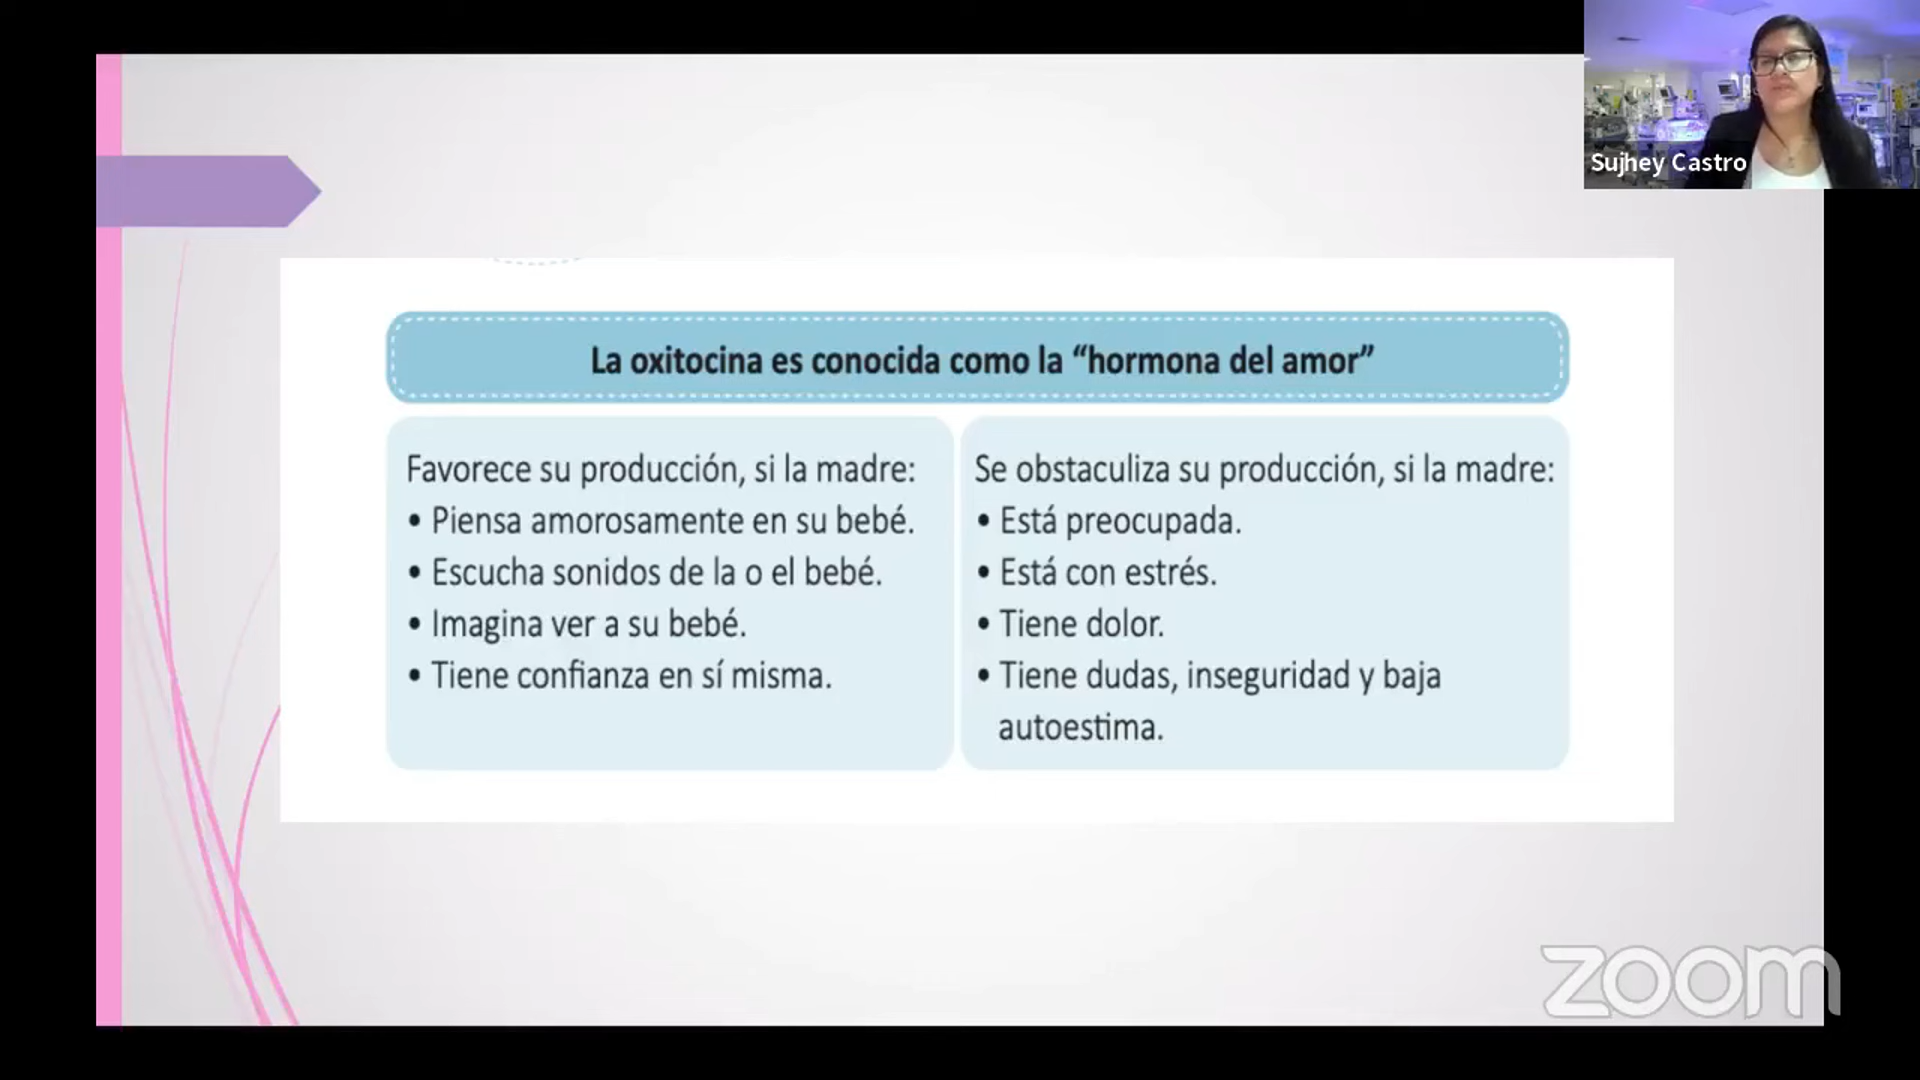 Sujhey Castro
La oxitocina es conocida como la “hormona del amor”
Favorece su producción, si la madre:
• Piensa amorosamente en su bebé.
• Escucha sonidos de la o el bebé.
• Imagina ver a su bebé.
• Tiene confianza en sí misma.
Se obstaculiza su producción, si la madre:
• Está preocupada.
• Está con estrés.
• Tiene dolor.
• Tiene dudas, inseguridad y baja
autoestima.
zoom